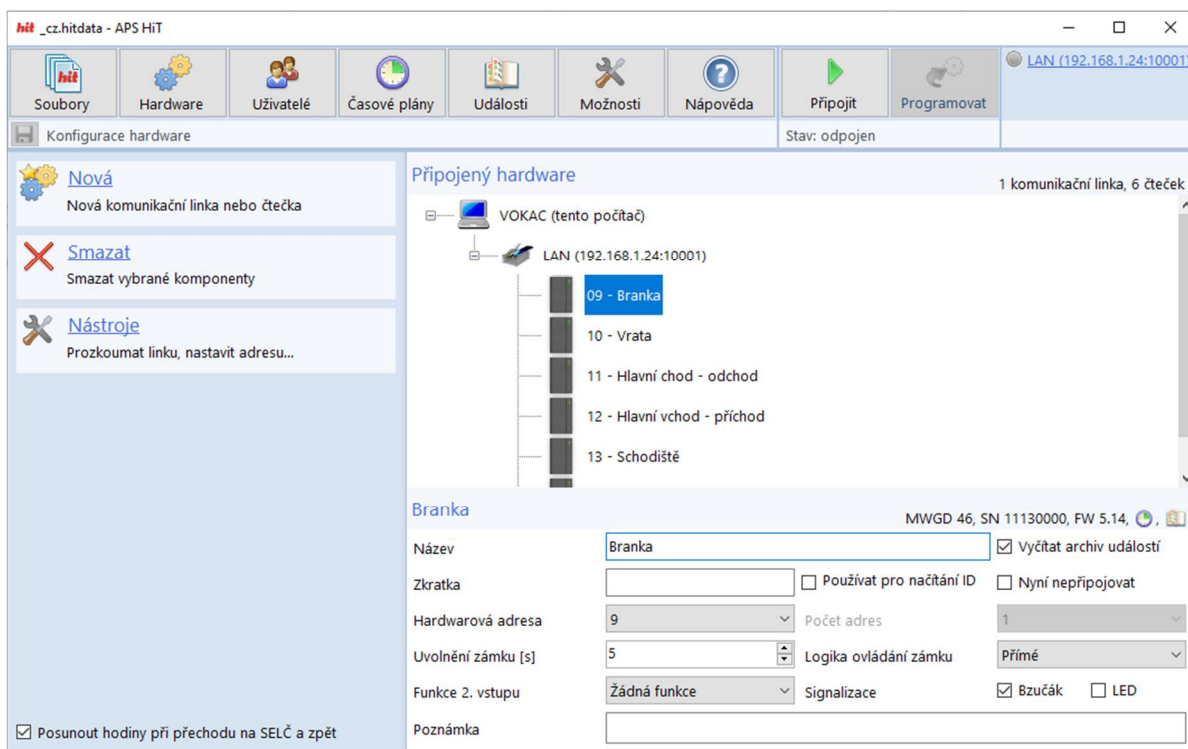 hit _cz.hitdata - APS HiT
hit
Soubory
Hardware
Uživatelé
Časové plány
Události
Možnosti
Nápověda
Připojit
Programovat
LAN (192.168.1.24:10001)
Konfigurace hardware
Stav: odpojen
Nová
Nová komunikační linka nebo čtečka
Smazat
Smazat vybrané komponenty
Nástroje
Prozkoumat linku, nastavit adresu...
Posunout hodiny při přechodu na SELČ a zpět
Připojený hardware
1 komunikační linka, 6 čteček
VOKAC (tento počítač)
LAN (192.168.1.24:10001)
09 - Branka
10 - Vrata
11 - Hlavní chod - odchod
12 - Hlavní vchod - příchod
13 - Schodiště
Branka
MWGD 46, SN 11130000, FW 5.14, ,
Název Branka Vyčítat archiv událostí
Zkratka Používat pro načítání ID Nyní nepřipojovat
Hardwarová adresa 9 Počet adres 1
Uvolnění zámku [s] 5 Logika ovládání zámku Přímé
Funkce 2. vstupu Žádná funkce Signalizace Bzučák LED
Poznámka